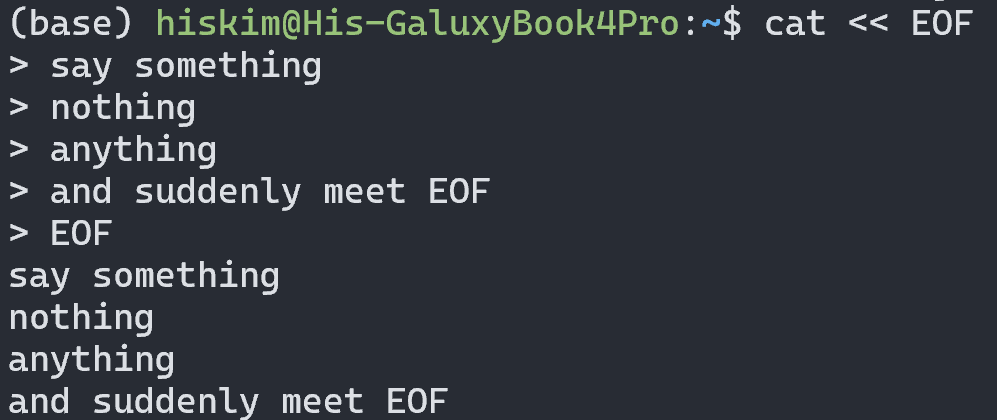 (base) hiskim@His-GaluxyBook4Pro:~$ cat << EOF
> say something
> nothing
> anything
> and suddenly meet EOF
> EOF
say something
nothing
anything
and suddenly meet EOF